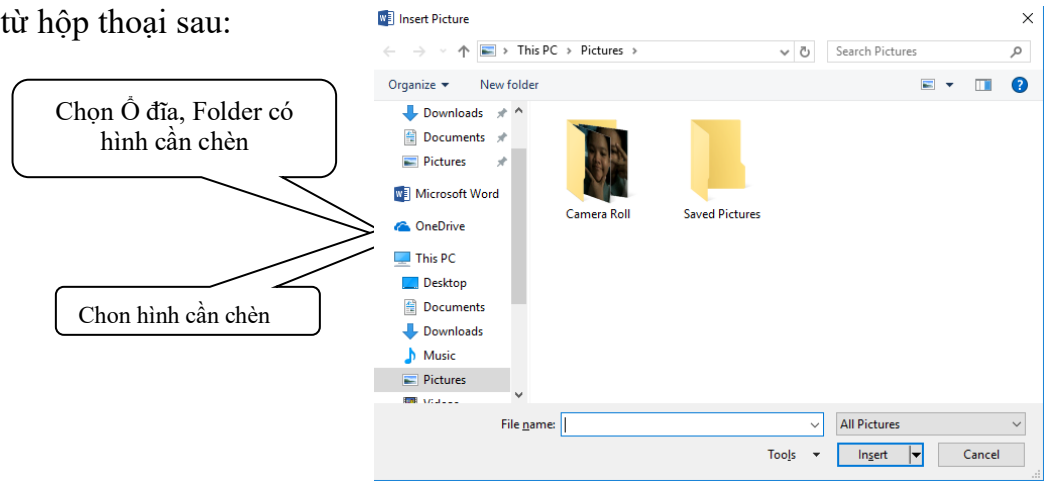 từ hộp thoại sau:
Chọn Ổ đĩa, Folder có
hình cần chèn
Chon hình cần chèn
Insert Picture
This PC > Pictures >
Search Pictures
Organize
New folder
Downloads
Documents
Pictures
Microsoft Word
OneDrive
This PC
Desktop
Documents
Downloads
Music
Pictures
Videos
Camera Roll
Saved Pictures
File name:
All Pictures
Tools
Insert
Cancel